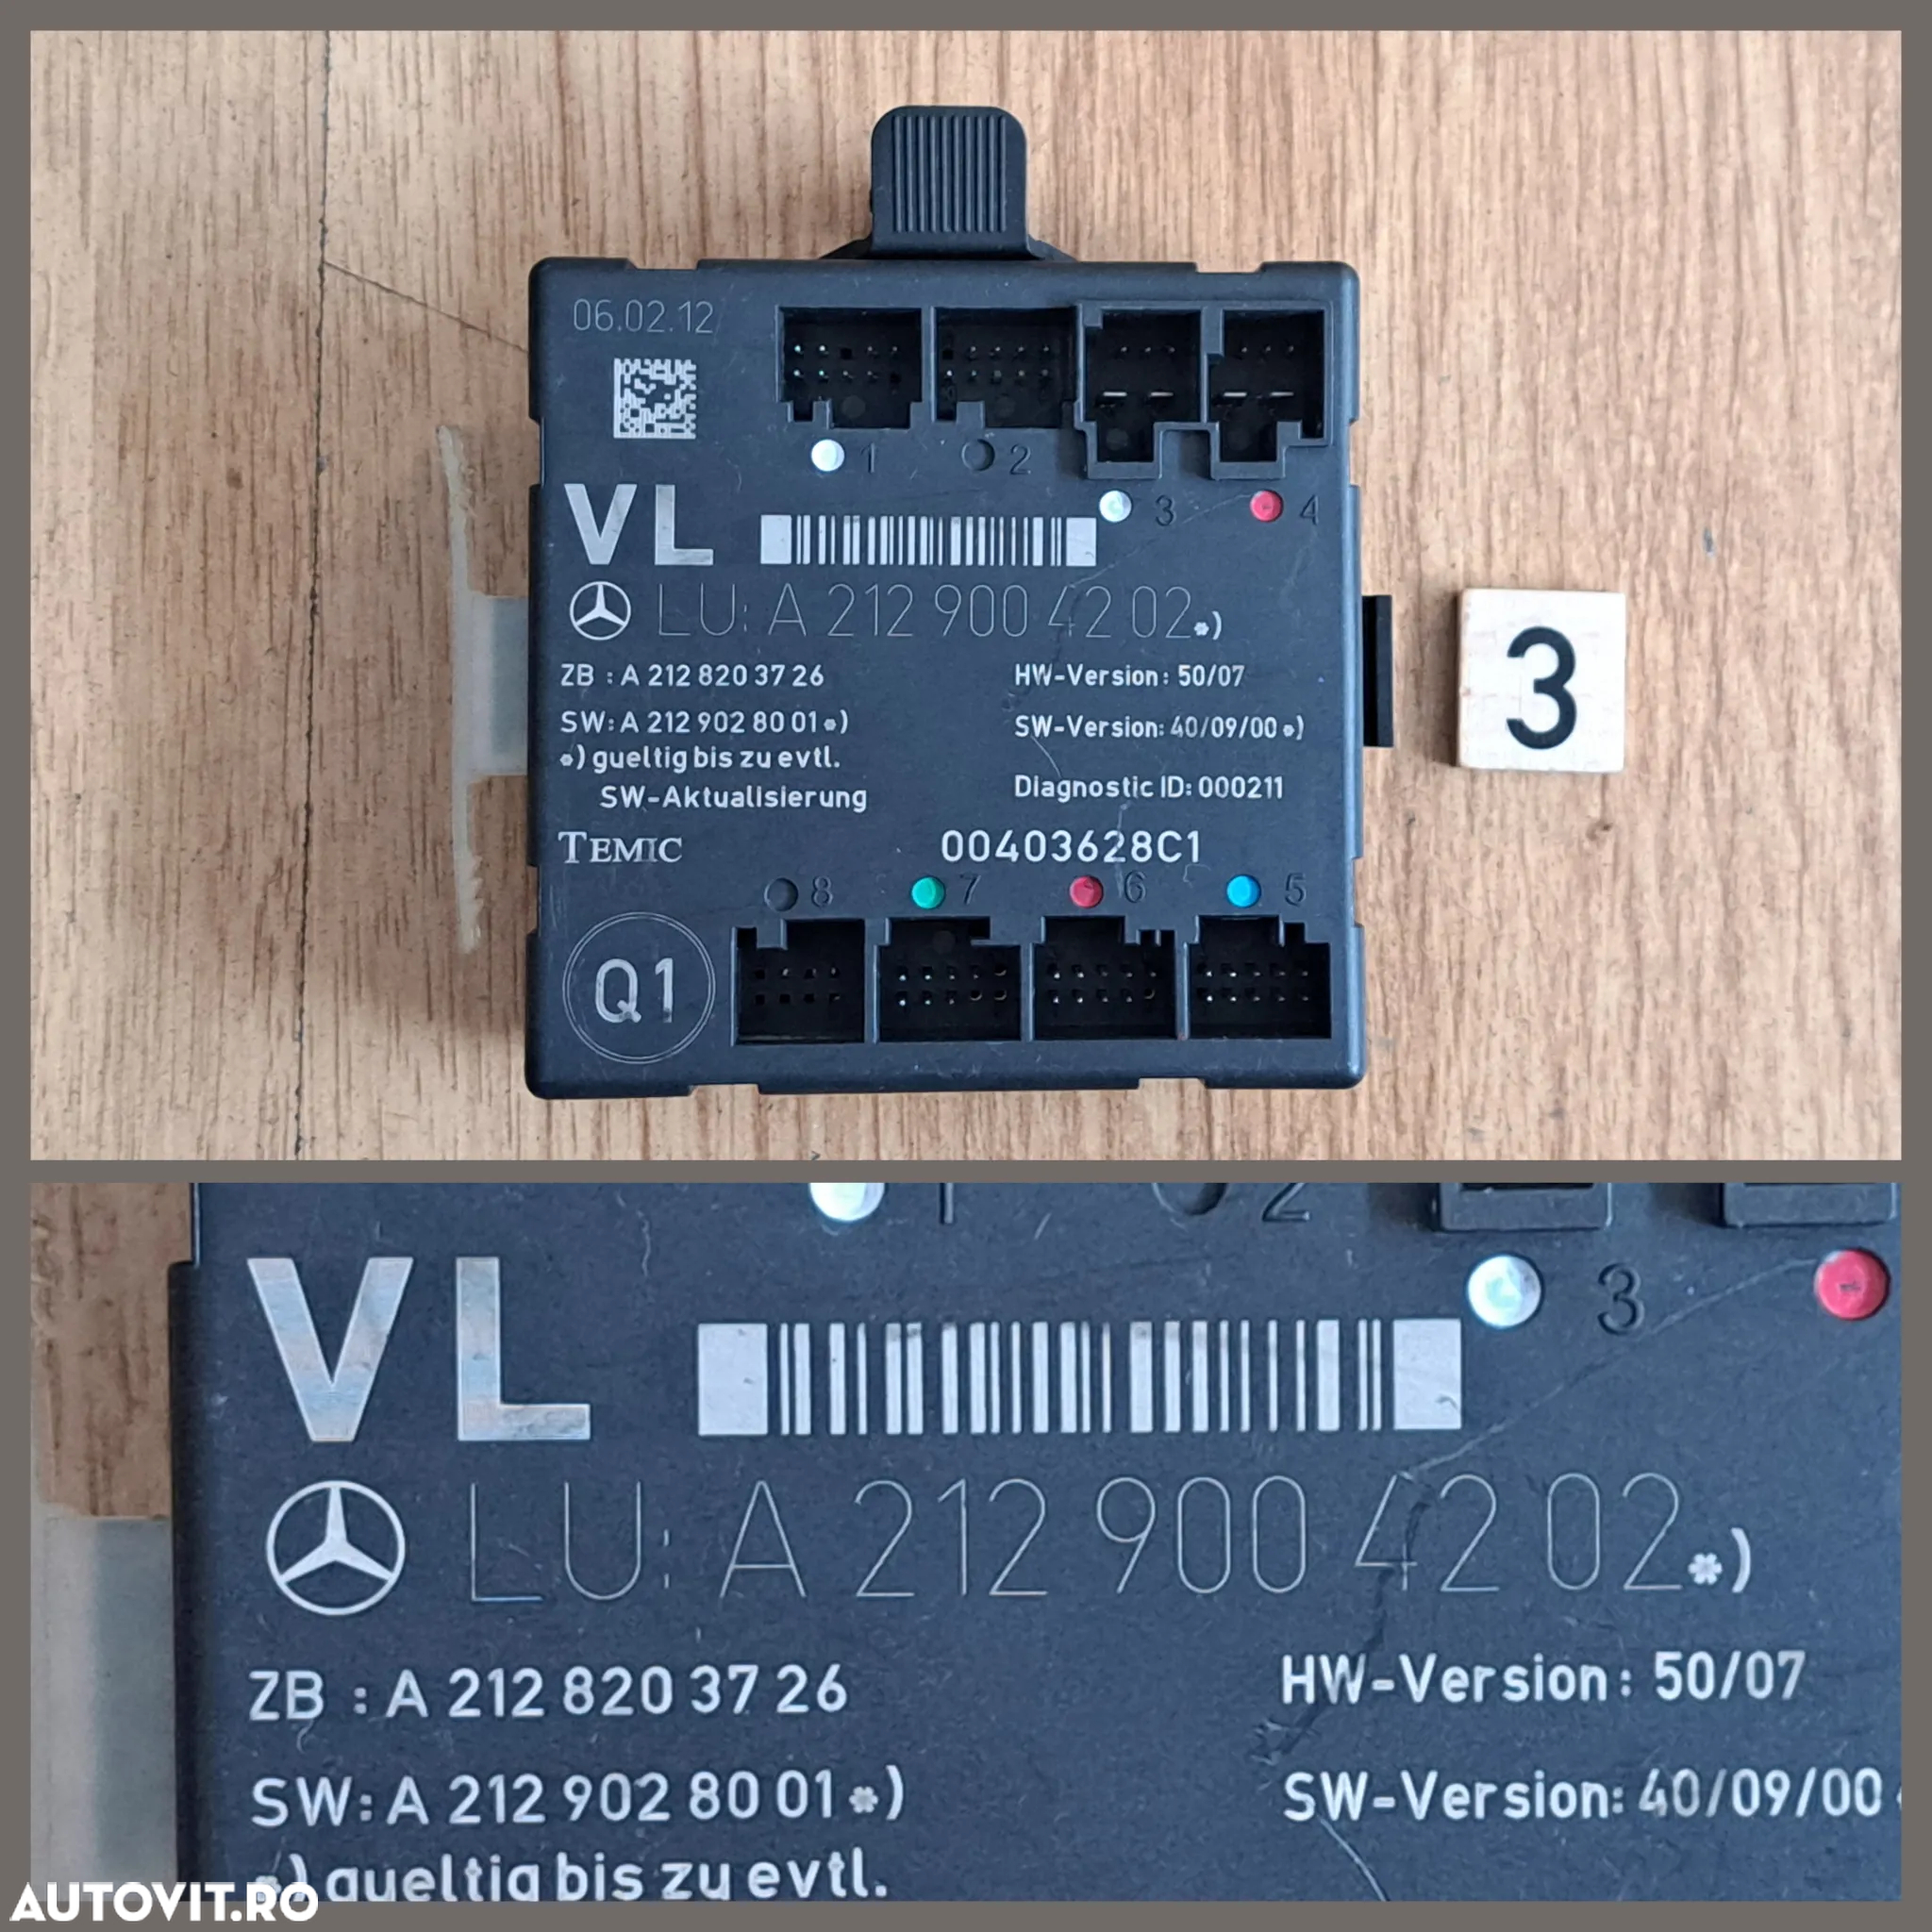 06.02.12
1 2
3 4
VL
LU: A 212 900 42 02*)
ZB : A 212 820 37 26
HW-Version: 50/07
SW: A 212 902 80 01*)
SW-Version: 40/09/00*)
*) gueltig bis zu evtl.
SW-Aktualisierung
Diagnostic ID: 000211
TEMIC
00403628C1
8 7 6 5
Q1
3
1 2
3
VL
LU: A 212 900 42 02*)
ZB : A 212 820 37 26
HW-Version: 50/07
SW: A 212 902 80 01*)
SW-Version: 40/09/00
*) gueltig bis zu evtl.
AUTOVIT.RO